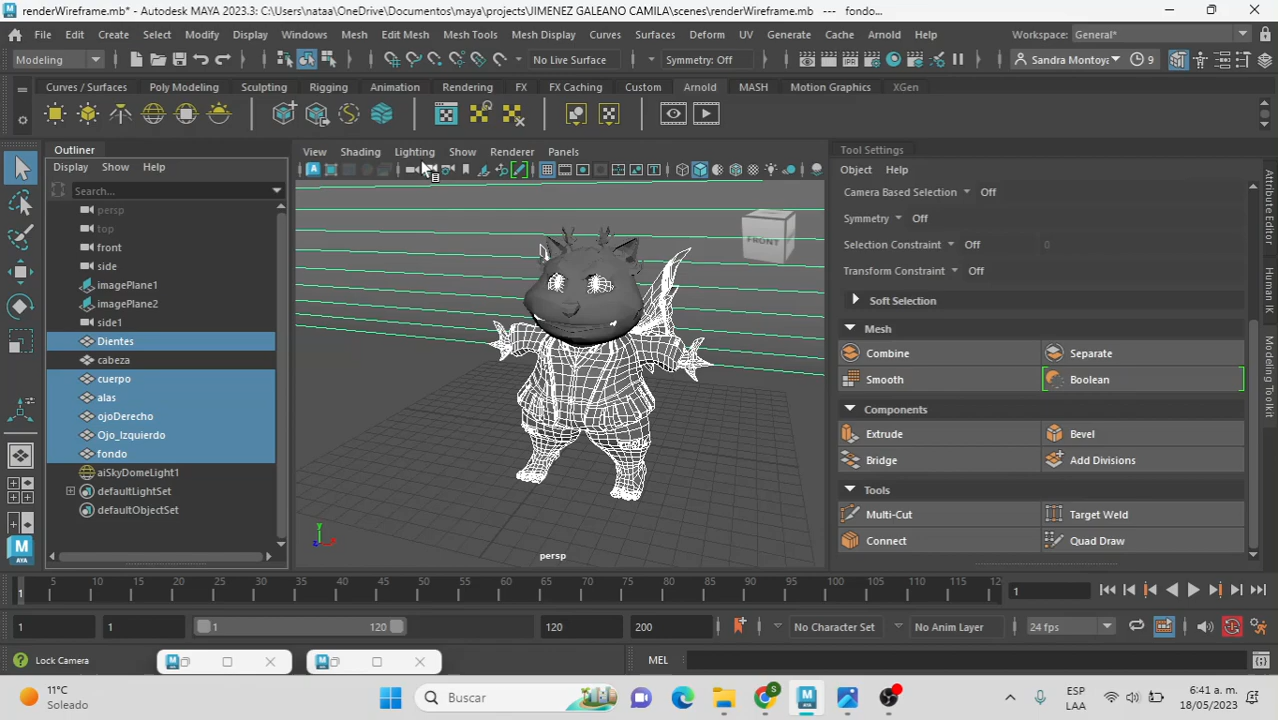 renderWireframe.mb* - Autodesk MAYA 2023.3: C:\Users\nataa\OneDrive\Documentos\maya\projects\JIMENEZ GALEANO CAMILA\scene\renderWireframe.mb --- fondo...
File Edit Create Select Modify Display Windows Mesh Edit Mesh Mesh Tools Mesh Display Curves Surfaces Deform UV Generate Cache Arnold Help Workspace: General*
Modeling No Live Surface Symmetry: Off Sandra Montoya 9
Curves / Surfaces Poly Modeling Sculpting Rigging Animation Rendering FX FX Caching Custom Arnold MASH Motion Graphics XGen
Outliner
Display Show Help
Search...
persp
top
front
side
imagePlane1
imagePlane2
side1
Dientes
cabeza
cuerpo
alas
ojoDerecho
Ojo_Izquierdo
fondo
aiSkyDomeLight1
defaultLightSet
defaultObjectSet
View Shading Lighting Show Renderer Panels
FRONT
persp
Tool Settings
Object Help
Camera Based Selection Off
Symmetry Off
Selection Constraint Off 0
Transform Constraint Off
Soft Selection
Mesh
Combine Separate
Smooth Boolean
Components
Extrude Bevel
Bridge Add Divisions
Tools
Multi-Cut Target Weld
Connect Quad Draw
Attribute Editor
Human IK
Modeling Toolkit
5 10 15 20 25 30 35 40 45 50 55 60 65 70 75 80 85 90 95 100 105 110 115 120
1 1
1 1 1 120 120 200 No Character Set No Anim Layer 24 fps
Lock Camera MEL
11°C
Soleado
Buscar
ESP
LAA
6:41 a. m.
18/05/2023